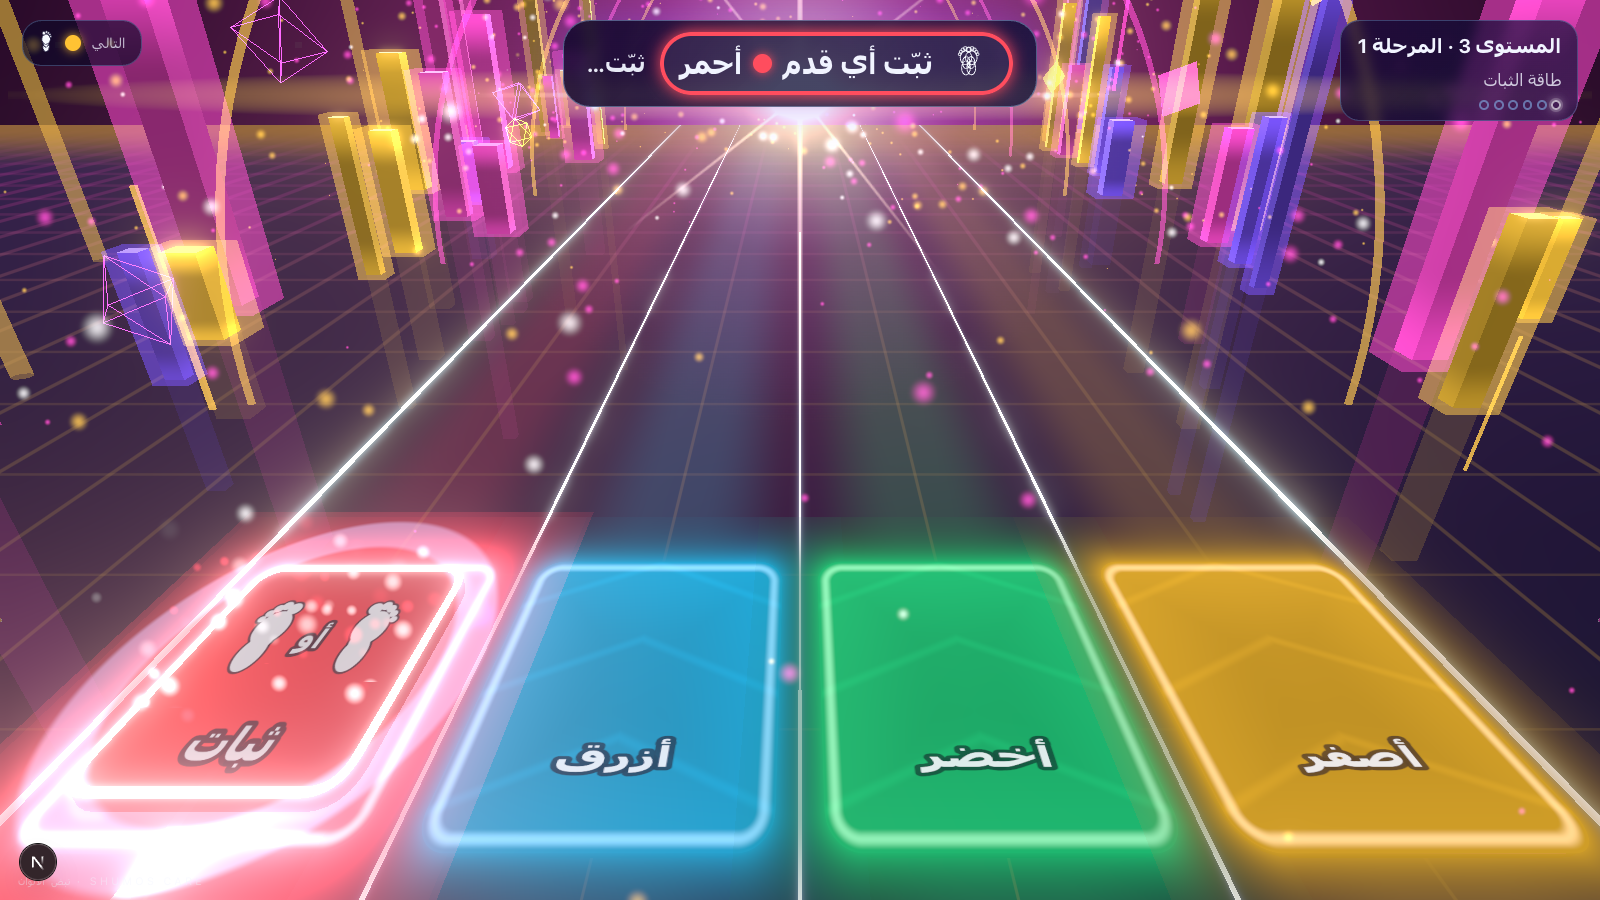 المستوى 3 · المرحلة 1
طاقة الثبات
ثبّت أي قدم أحمر ثبّت...
التالي
أو
ثبات
أزرق
أخضر
أصفر
N